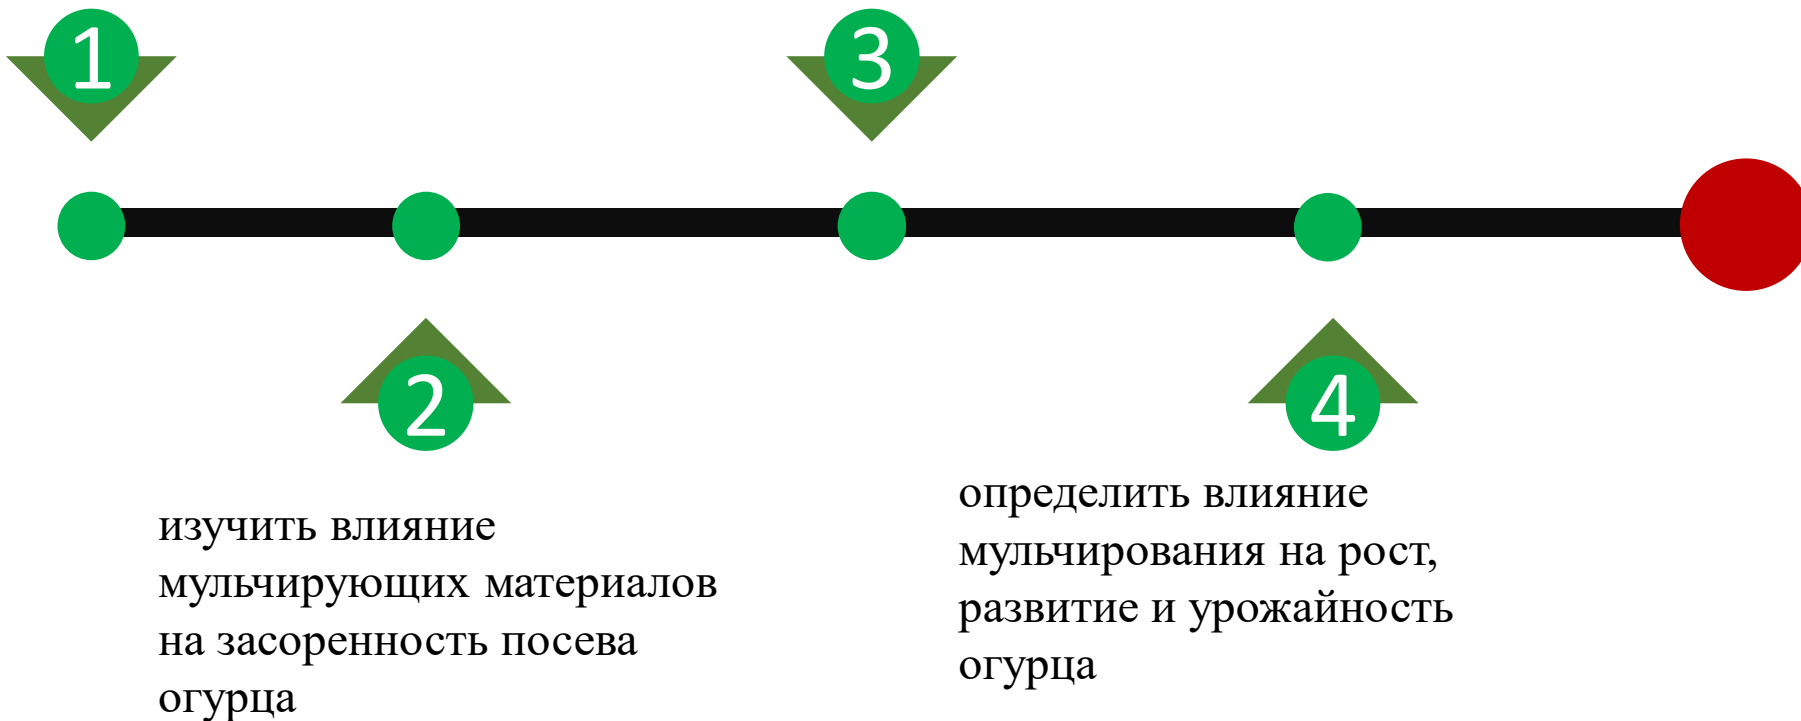 1
3
2
4
изучить влияние
мульчирующих материалов
на засоренность посева
огурца
определить влияние
мульчирования на рост,
развитие и урожайность
огурца